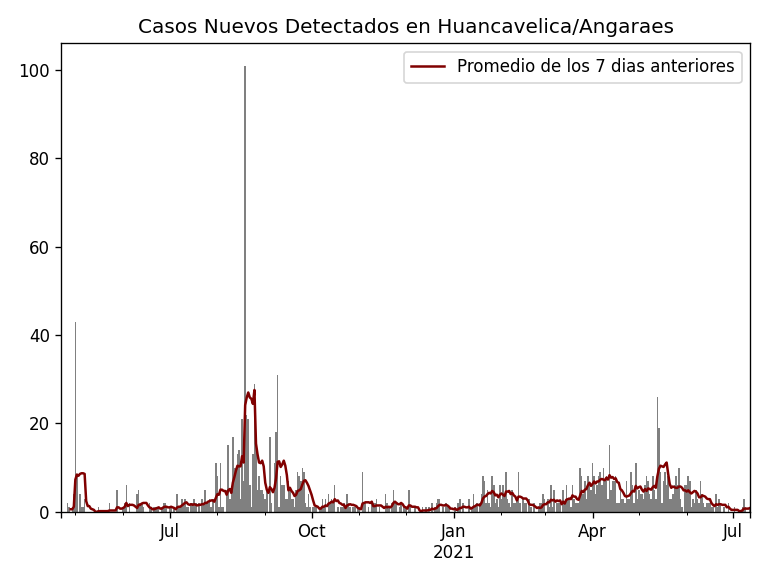 Casos Nuevos Detectados en Huancavelica/Angaraes
Promedio de los 7 dias anteriores
100
80
60
40
20
0
Jul
Oct
Jan
2021
Apr
Jul